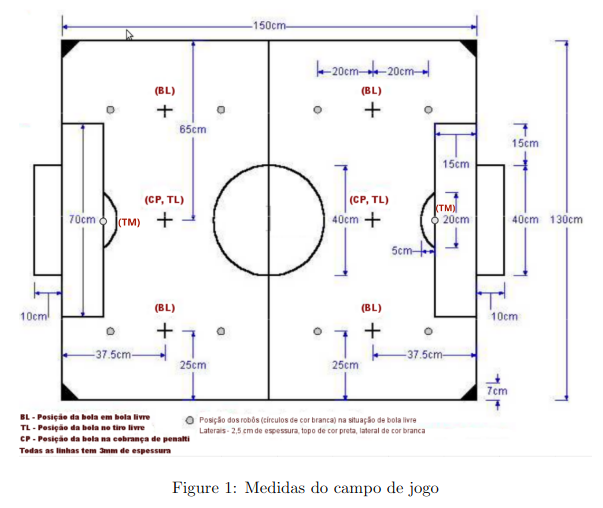 150cm
20cm
20cm
(BL)
(BL)
65cm
15cm
15cm
(CP, TL)
(CP, TL)
(TM)
70cm
(TM)
40cm
20cm
40cm
130cm
5cm
10cm
(BL)
(BL)
10cm
37.5cm
37.5cm
25cm
25cm
7cm
BL - Posição da bola em bola livre
TL - Posição da bola no tiro livre
CP - Posição da bola na cobrança de penalti
Todas as linhas tem 3mm de espessura
Posição dos robôs (círculos de cor branca) na situação de bola livre
Laterais - 2,5 cm de espessura, topo de cor preta, lateral de cor branca
Figure 1: Medidas do campo de jogo